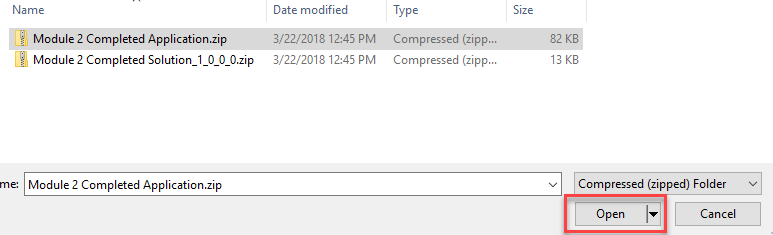 Name Date modified Type Size
Module 2 Completed Application.zip 3/22/2018 12:45 PM Compressed (zipp... 82 KB
Module 2 Completed Solution_1_0_0_0.zip 3/22/2018 12:45 PM Compressed (zipp... 13 KB
me: Module 2 Completed Application.zip Compressed (zipped) Folder
Open Cancel